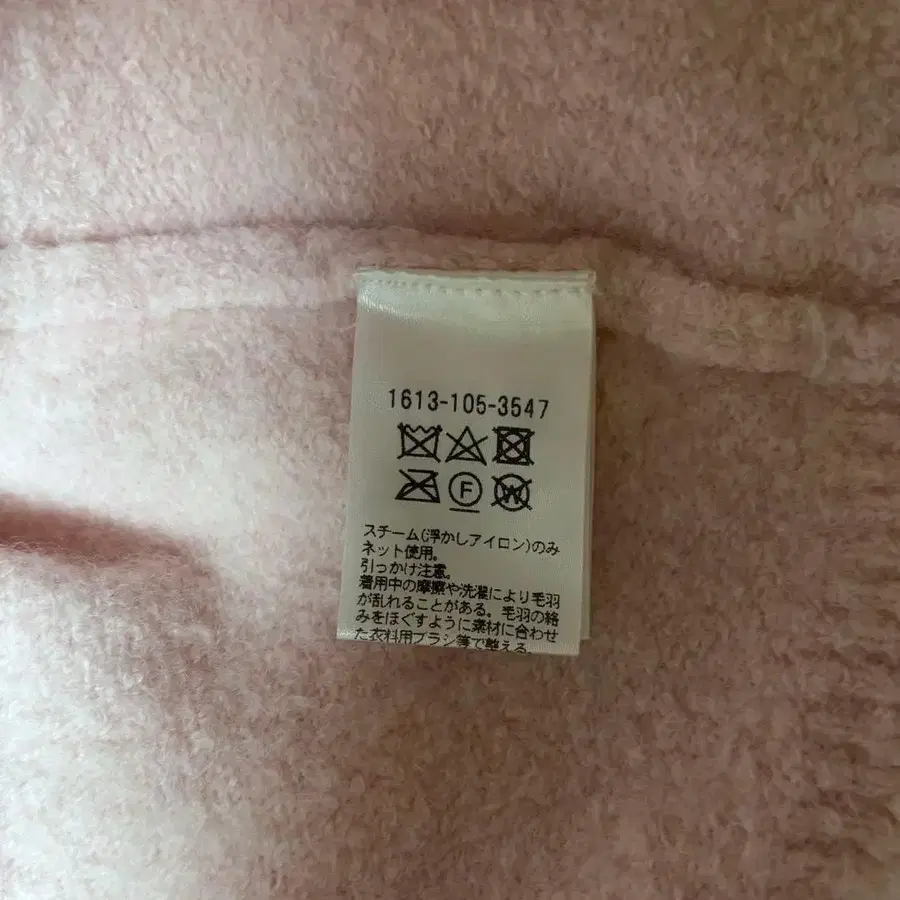 1613-105-3547
F
W
スチーム(浮かしアイロン)のみ
ネット使用。
引っかけ注意。
着用中の摩擦や洗濯により毛羽
が乱れることがある。毛羽の絡
みをほぐすように素材に合わせ
た衣料用ブラシ等で整える。